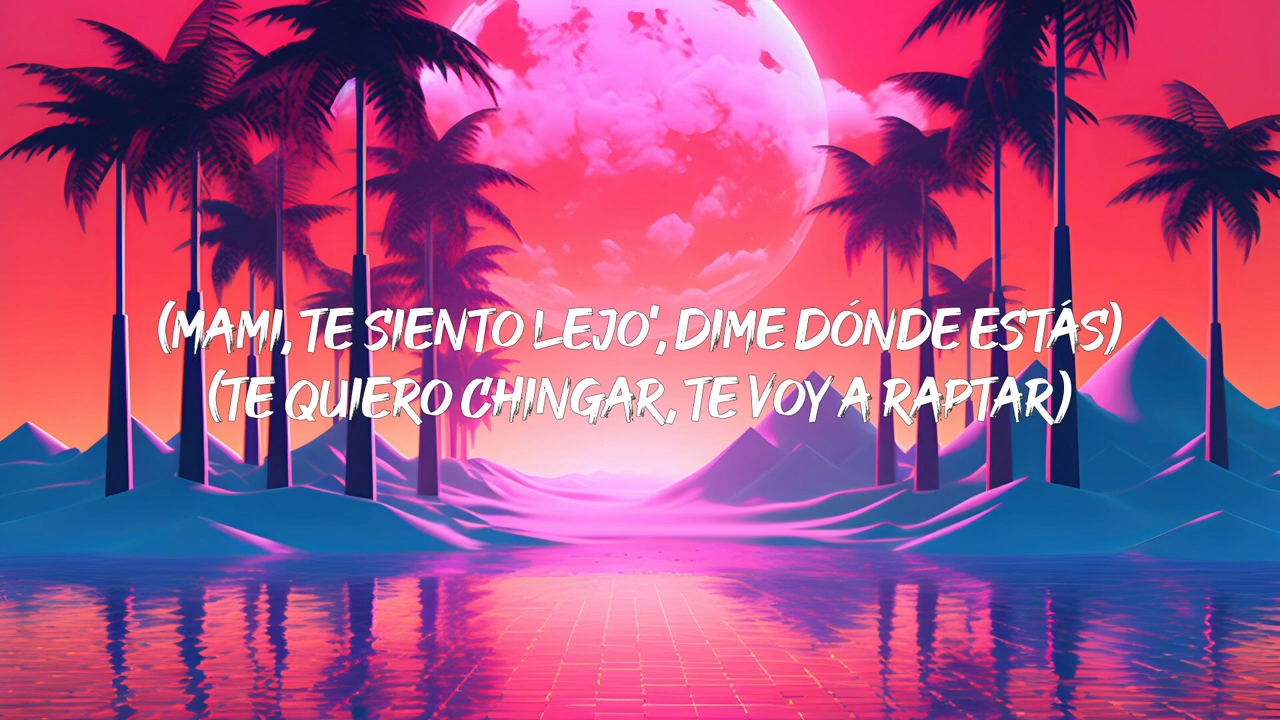 (MAMI, TE SIENTO LEJO', DIME DÓNDE ESTÁS)
(TE QUIERO CHINGAR, TE VOY A RAPTAR)